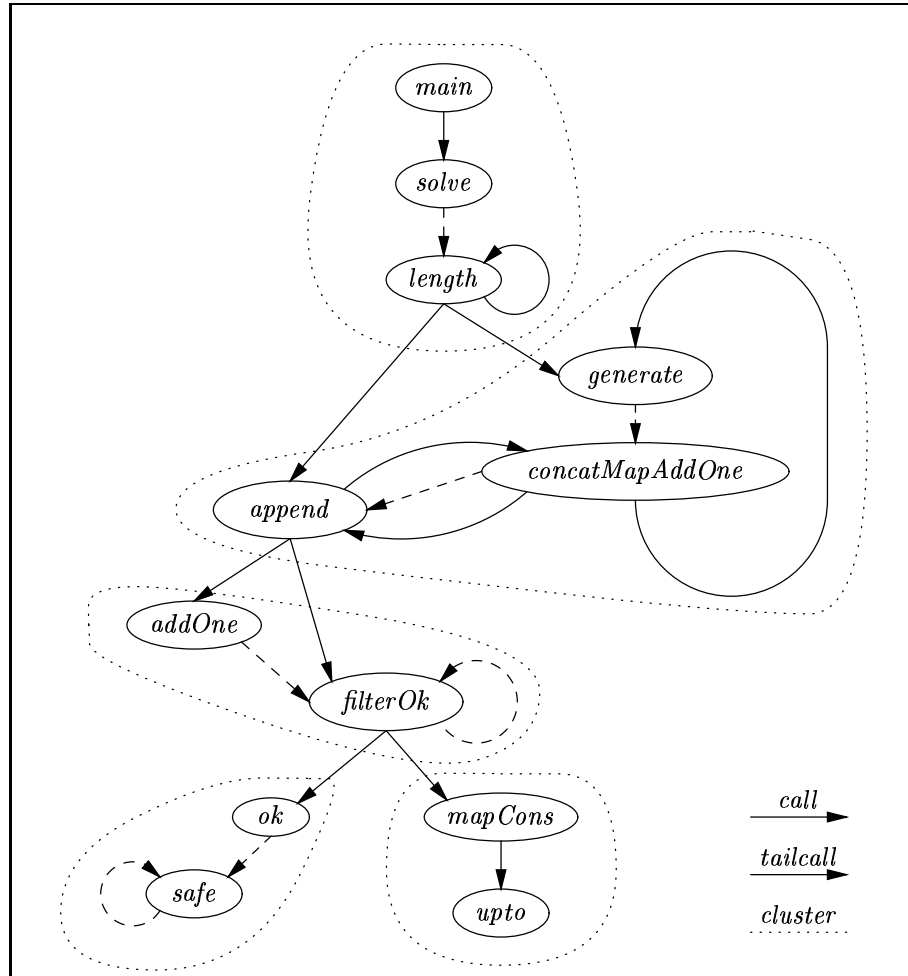 main
solve
length
generate
concatMapAddOne
append
addOne
filterOk
ok
mapCons
call
tailcall
safe
upto
cluster